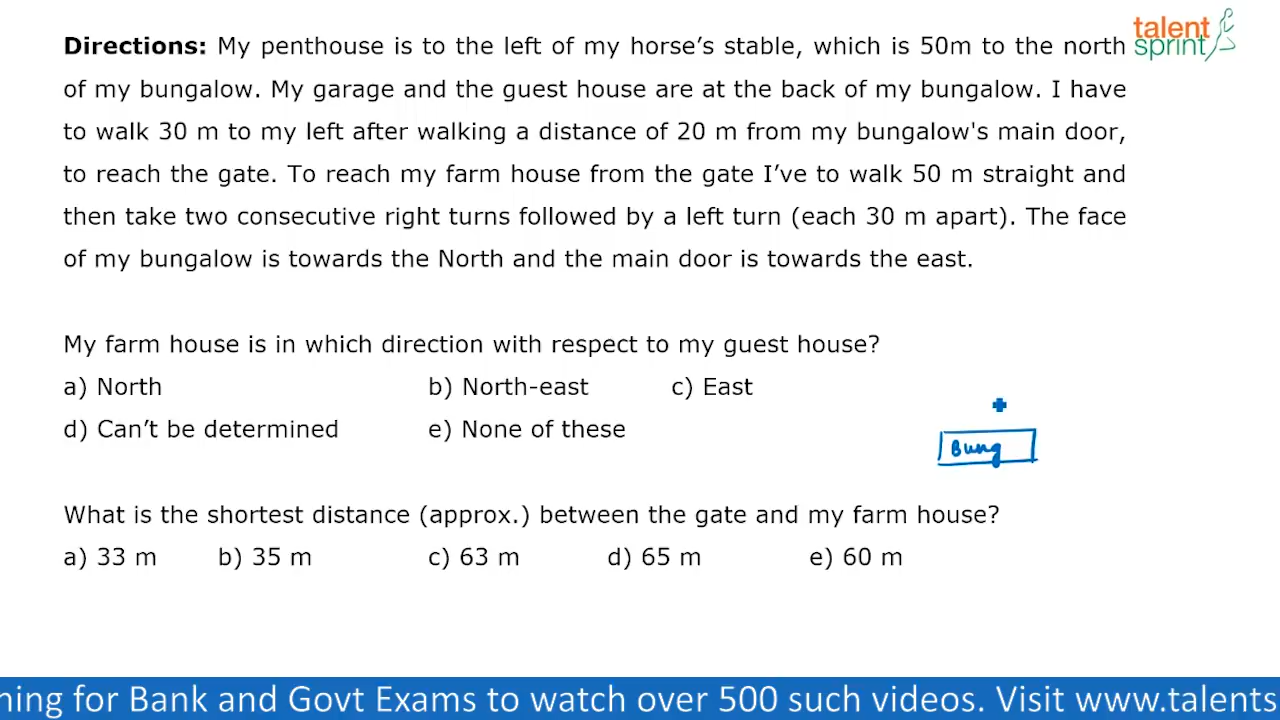 talent
sprint
Directions: My penthouse is to the left of my horse’s stable, which is 50m to the north
of my bungalow. My garage and the guest house are at the back of my bungalow. I have
to walk 30 m to my left after walking a distance of 20 m from my bungalow's main door,
to reach the gate. To reach my farm house from the gate I’ve to walk 50 m straight and
then take two consecutive right turns followed by a left turn (each 30 m apart). The face
of my bungalow is towards the North and the main door is towards the east.
My farm house is in which direction with respect to my guest house?
a) North b) North-east c) East
d) Can’t be determined e) None of these
Bung
What is the shortest distance (approx.) between the gate and my farm house?
a) 33 m b) 35 m c) 63 m d) 65 m e) 60 m
ning for Bank and Govt Exams to watch over 500 such videos. Visit www.talents